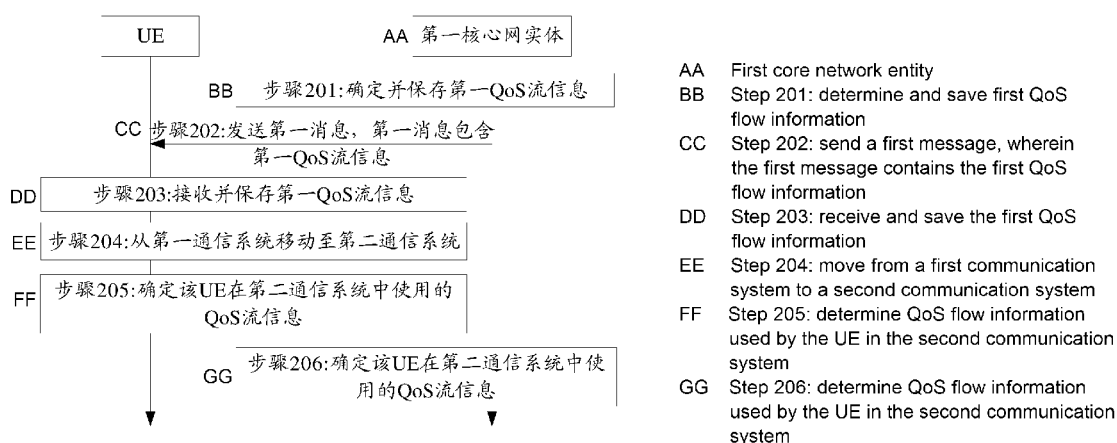 UE
AA 第一核心网实体
BB 步骤201:确定并保存第一QoS流信息
CC 步骤202:发送第一消息，第一消息包含
第一QoS流信息
DD 步骤203:接收并保存第一QoS流信息
EE 步骤204:从第一通信系统移动至第二通信系统
FF 步骤205:确定该UE在第二通信系统中使用的
QoS流信息
GG 步骤206:确定该UE在第二通信系统中使
用的QoS流信息
AA First core network entity
BB Step 201: determine and save first QoS
flow information
CC Step 202: send a first message, wherein
the first message contains the first QoS
flow information
DD Step 203: receive and save the first QoS
flow information
EE Step 204: move from a first communication
system to a second communication system
FF Step 205: determine QoS flow information
used by the UE in the second communication
system
GG Step 206: determine QoS flow information
used by the UE in the second communication
system